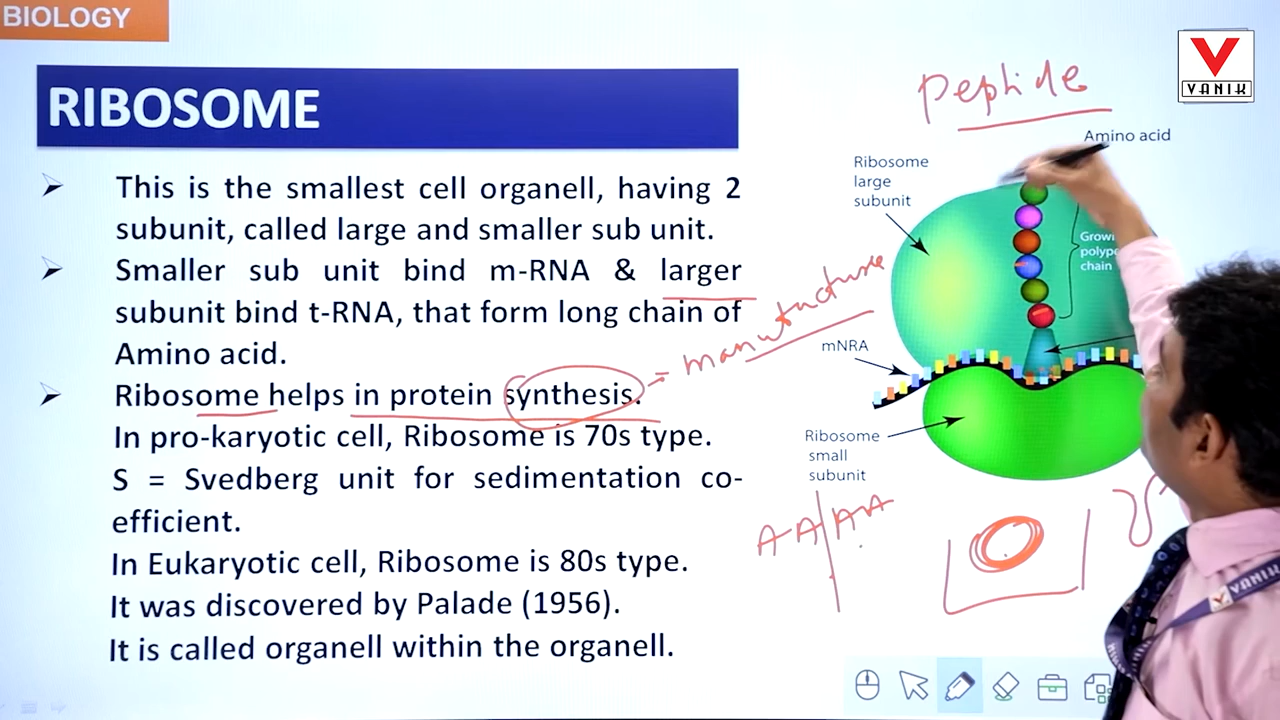 BIOLOGY
VANIK
RIBOSOME
➢ This is the smallest cell organell, having 2
subunit, called large and smaller sub unit.
➢ Smaller sub unit bind m-RNA & larger
subunit bind t-RNA, that form long chain of
Amino acid.
➢ Ribosome helps in protein synthesis.
In pro-karyotic cell, Ribosome is 70s type.
S = Svedberg unit for sedimentation co-
efficient.
In Eukaryotic cell, Ribosome is 80s type.
It was discovered by Palade (1956).
It is called organell within the organell.
= manufucture
peptide
Amino acid
Ribosome
large
subunit
chain
mNRA
Ribosome
small
subunit
AA AA
VANIK